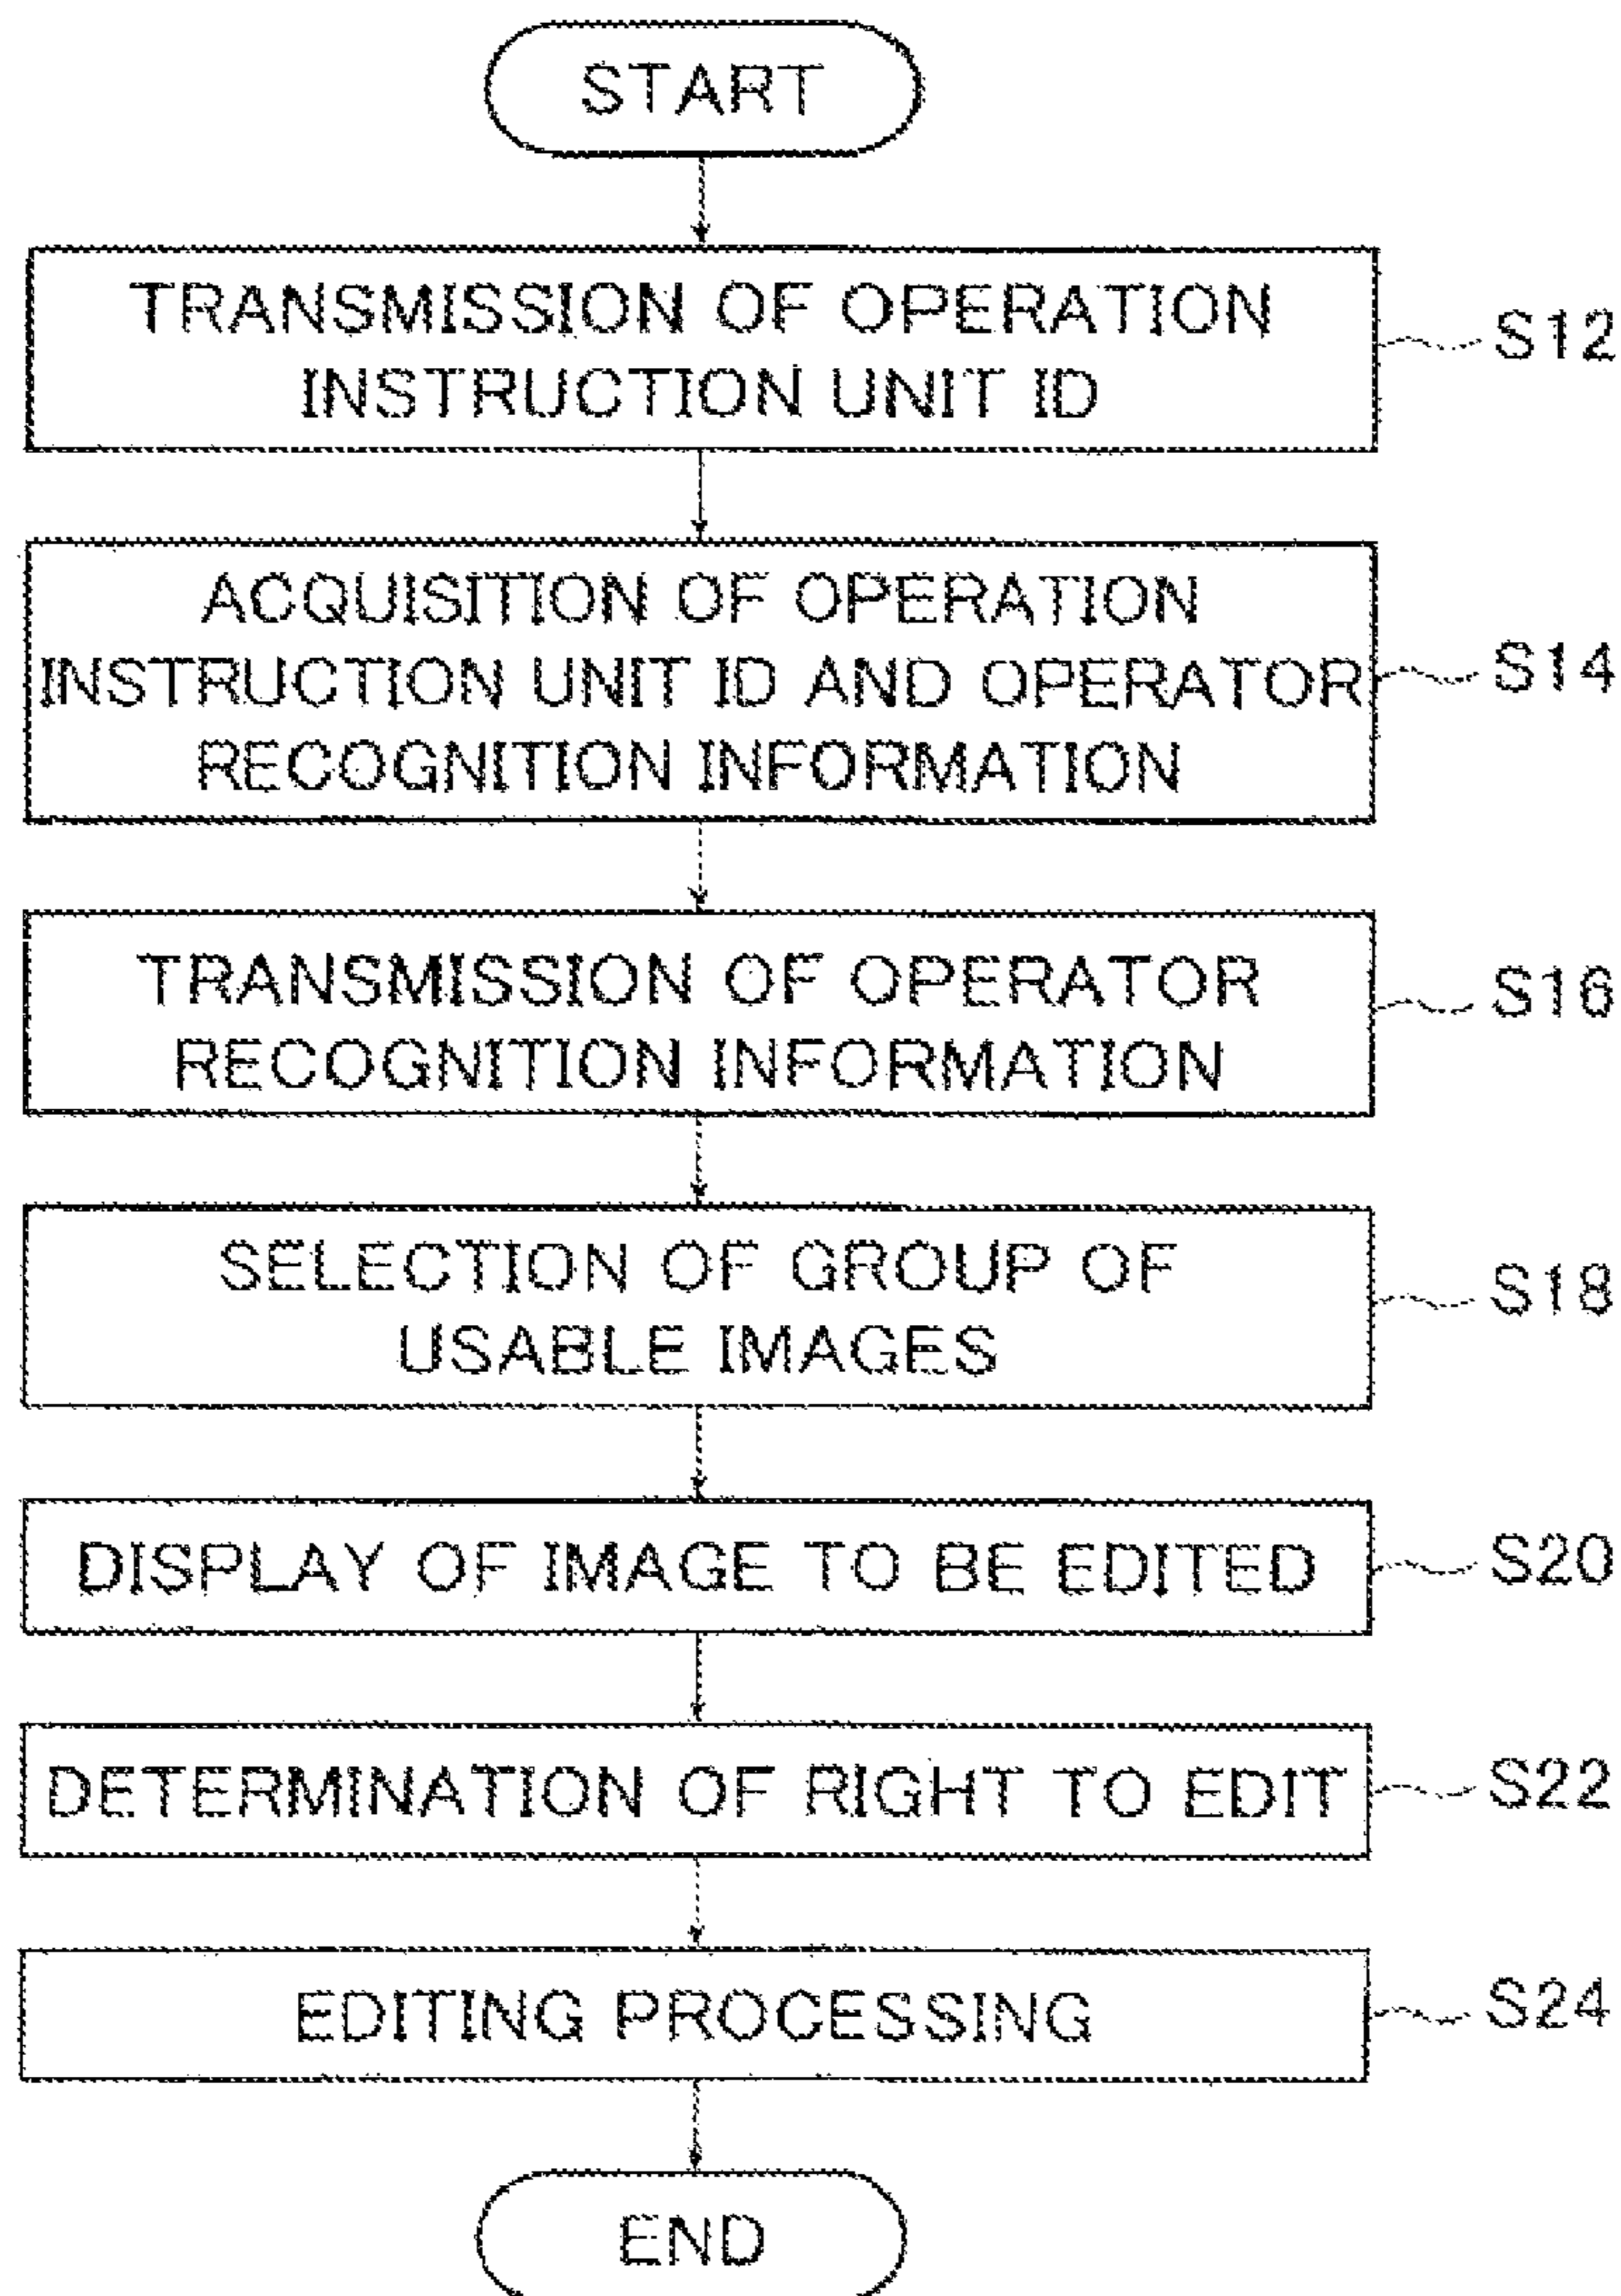 START
TRANSMISSION OF OPERATION
INSTRUCTION UNIT ID
S12
ACQUISITION OF OPERATION
INSTRUCTION UNIT ID AND OPERATOR
RECOGNITION INFORMATION
S14
TRANSMISSION OF OPERATOR
RECOGNITION INFORMATION
S16
SELECTION OF GROUP OF
USABLE IMAGES
S18
DISPLAY OF IMAGE TO BE EDITED
S20
DETERMINATION OF RIGHT TO EDIT
S22
EDITING PROCESSING
S24
END